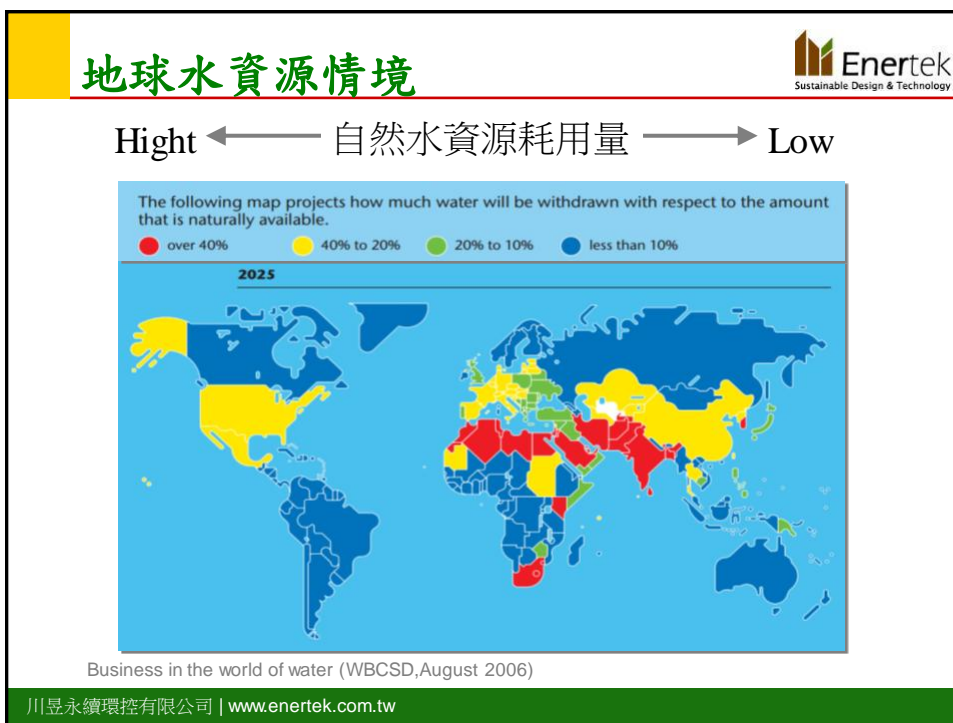 地球水資源情境
Enertek
Sustainable Design & Technology
Hight 自然水資源耗用量 Low
The following map projects how much water will be withdrawn with respect to the amount
that is naturally available.
over 40% 40% to 20% 20% to 10% less than 10%
2025
Business in the world of water (WBCSD,August 2006)
川昱永續環控有限公司 | www.enertek.com.tw